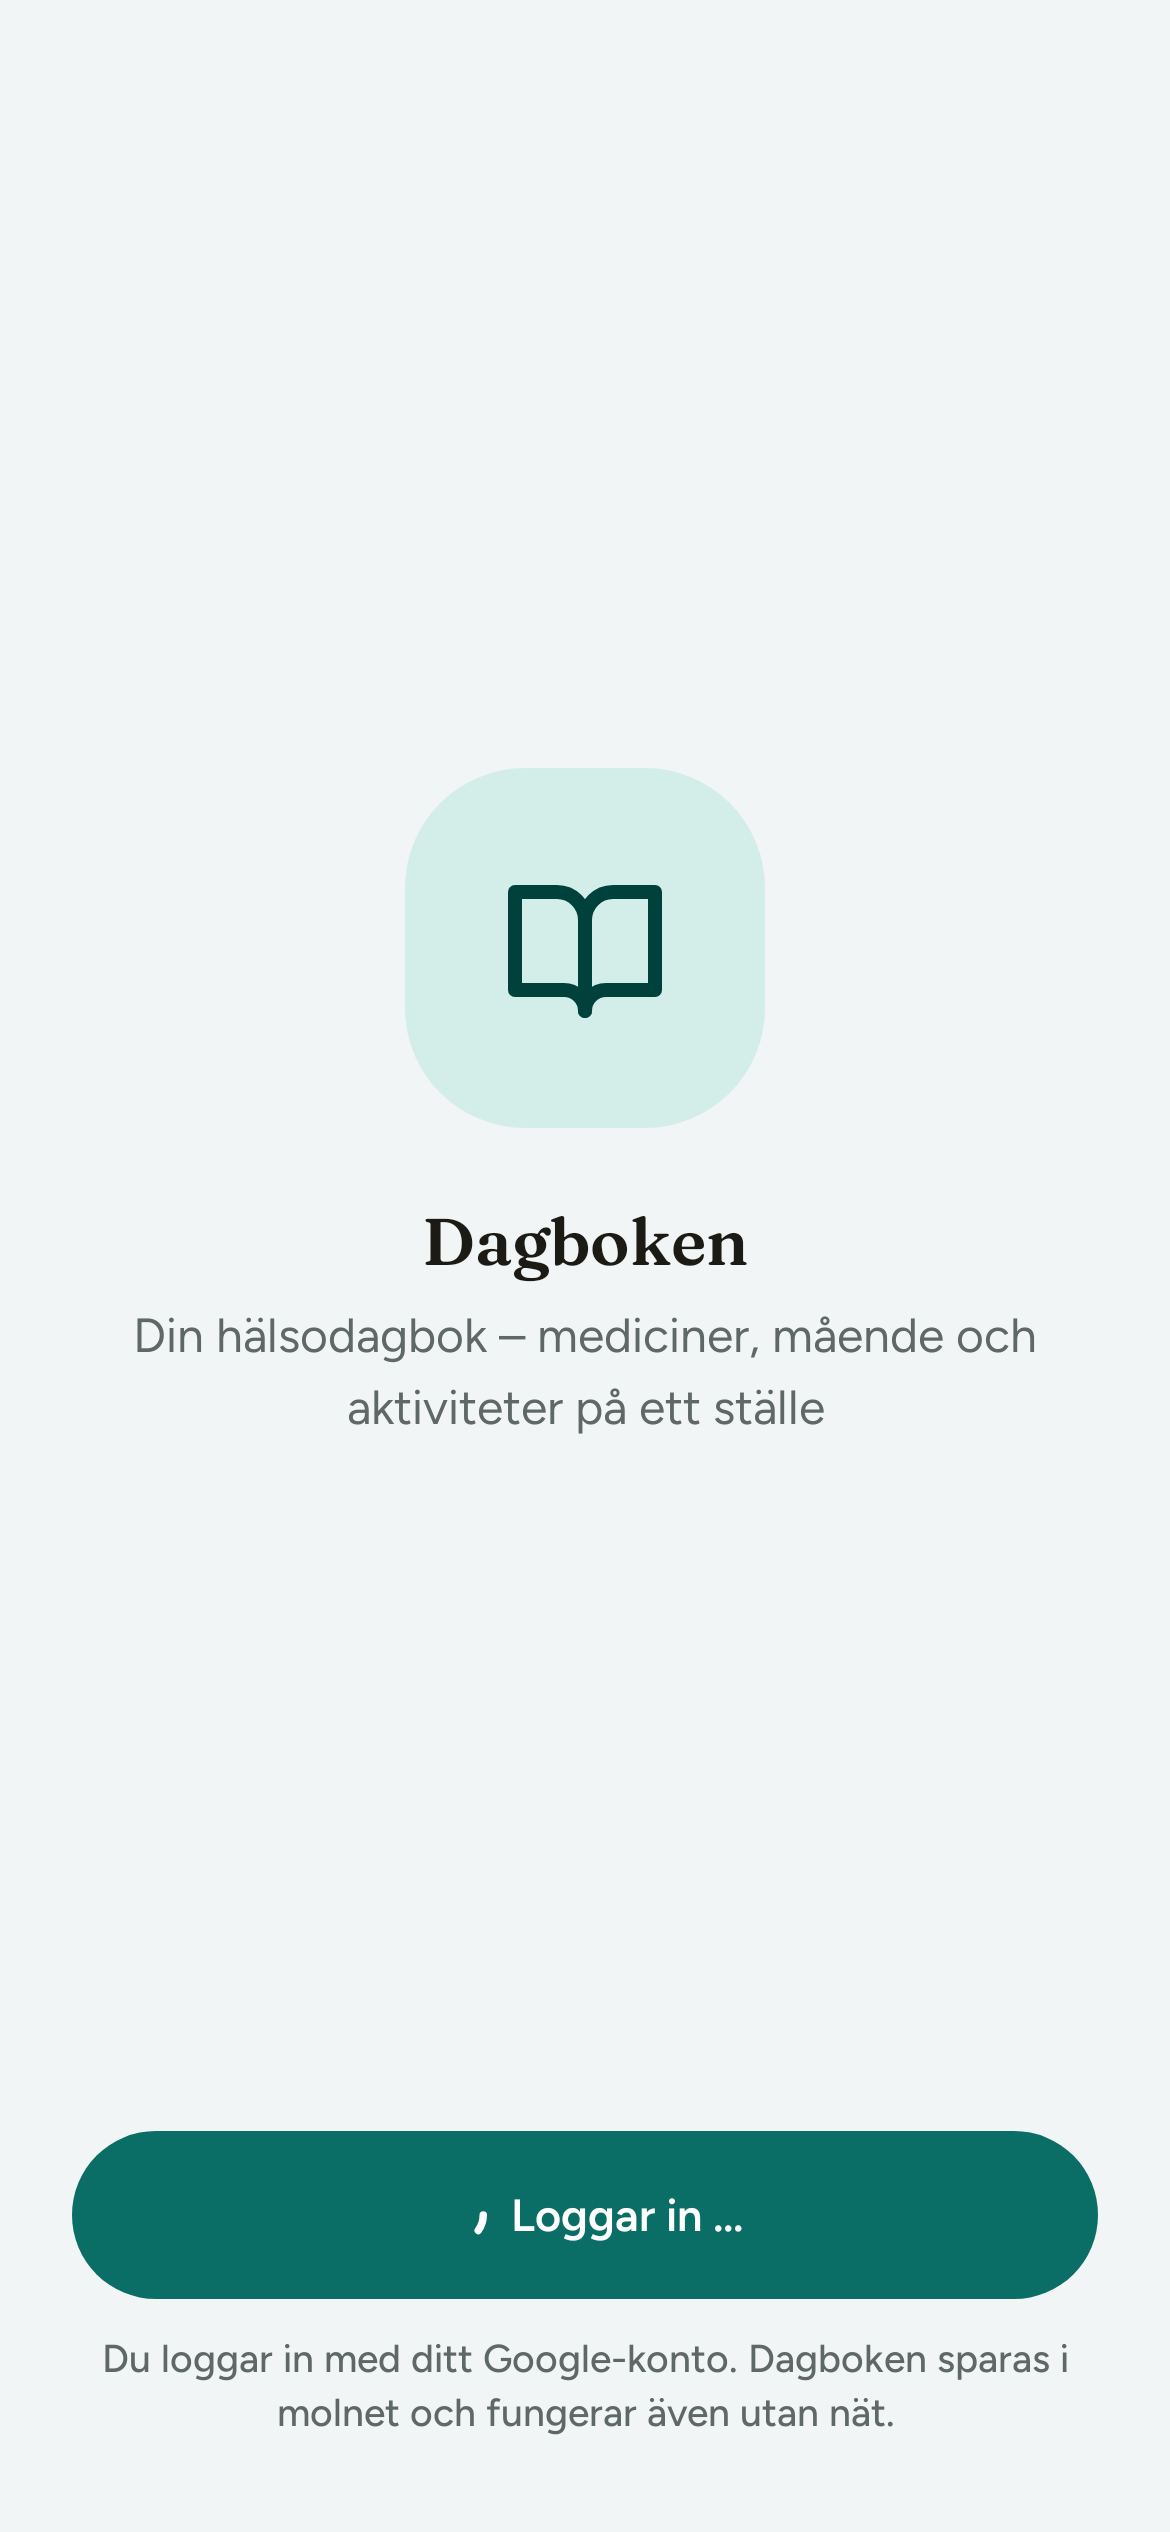 Dagboken
Din hälsodagbok – mediciner, mående och
aktiviteter på ett ställe
Loggar in ...
Du loggar in med ditt Google-konto. Dagboken sparas i
molnet och fungerar även utan nät.